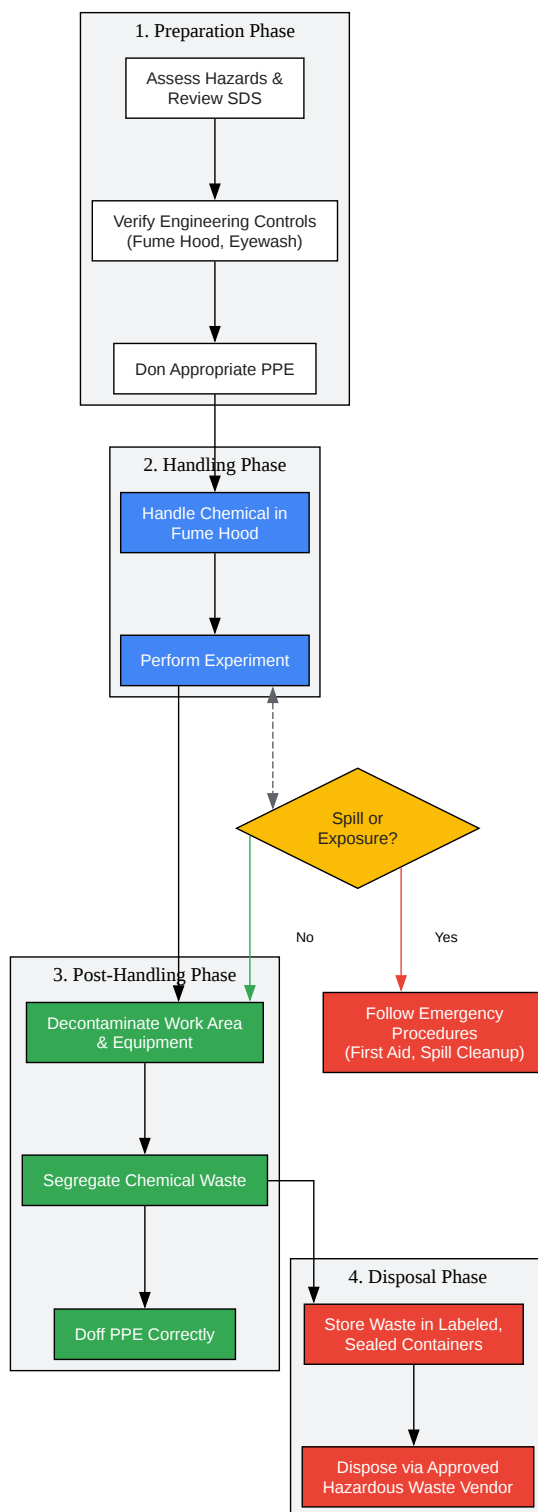 1. Preparation Phase
Assess Hazards &
Review SDS
Verify Engineering Controls
(Fume Hood, Eyewash)
Don Appropriate PPE
2. Handling Phase
Handle Chemical in
Fume Hood
Perform Experiment
Spill or
Exposure?
No
Yes
3. Post-Handling Phase
Decontaminate Work Area
& Equipment
Follow Emergency
Procedures
(First Aid, Spill Cleanup)
Segregate Chemical Waste
Doff PPE Correctly
4. Disposal Phase
Store Waste in Labeled,
Sealed Containers
Dispose via Approved
Hazardous Waste Vendor